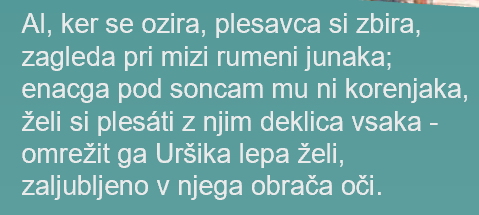 Al, ker se ozira, plesavca si zbira,
zagleda pri mizi rumeni junaka;
enacga pod soncam mu ni korenjaka,
želi si plesáti z njim deklica vsaka -
omrežit ga Uršika lepa želi,
zaljubljeno v njega obrača oči.